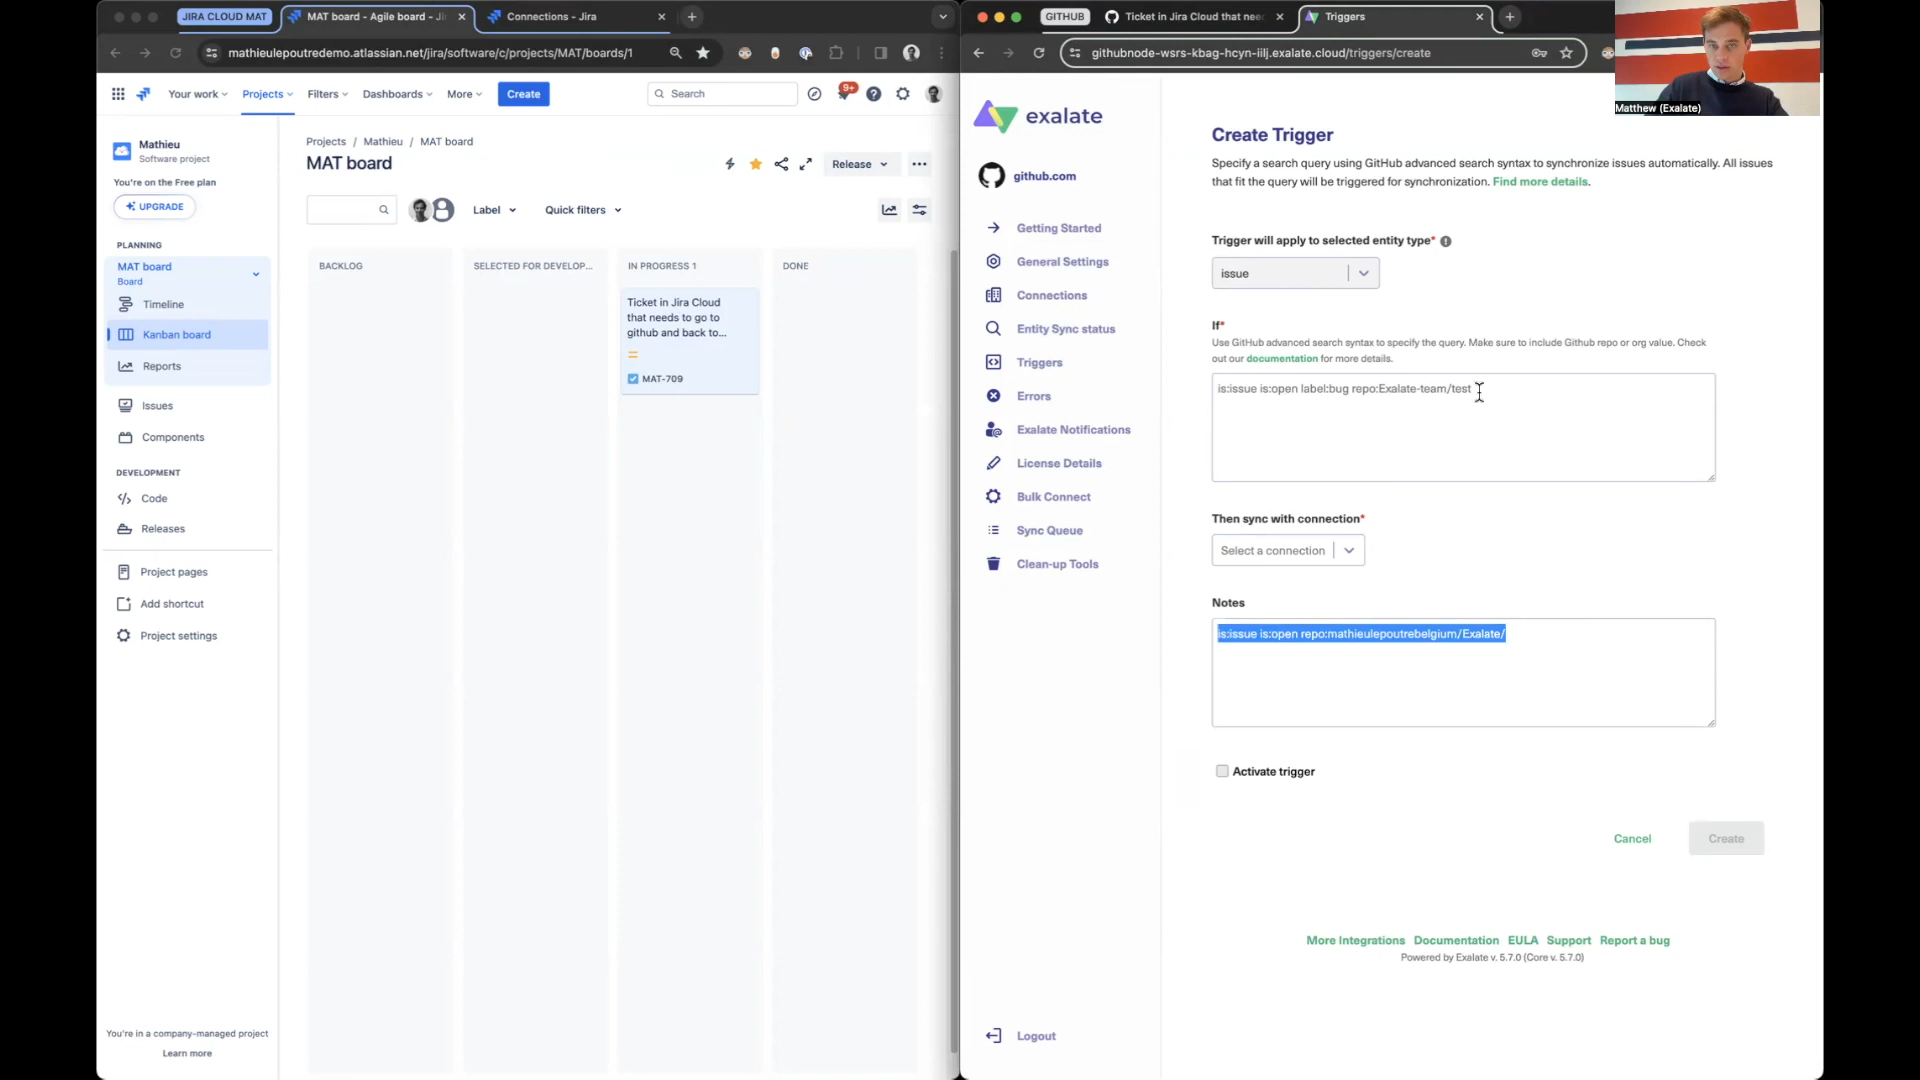 JIRA CLOUD MAT
MAT board - Agile board - Ji
Connections - Jira
mathieulepoutredemo.atlassian.net/jira/software/c/projects/MAT/boards/1
Your work
Projects
Filters
Dashboards
More
Create
Search
9+
Mathieu
Software project
You're on the Free plan
UPGRADE
PLANNING
MAT board
Board
Timeline
Kanban board
Reports
Issues
Components
DEVELOPMENT
Code
Releases
Project pages
Add shortcut
Project settings
You're in a company-managed project
Learn more
Projects / Mathieu / MAT board
MAT board
Release
Label
Quick filters
BACKLOG
SELECTED FOR DEVELOP...
IN PROGRESS 1
DONE
Ticket in Jira Cloud
that needs to go to
github and back to...
MAT-709
GITHUB
Ticket in Jira Cloud that nee
Triggers
githubnode-wsrs-kbag-hcyn-iilj.exalate.cloud/triggers/create
Matthew (Exalate)
exalate
github.com
Getting Started
General Settings
Connections
Entity Sync status
Triggers
Errors
Exalate Notifications
License Details
Bulk Connect
Sync Queue
Clean-up Tools
Logout
Create Trigger
Specify a search query using GitHub advanced search syntax to synchronize issues automatically. All issues
that fit the query will be triggered for synchronization. Find more details.
Trigger will apply to selected entity type*
issue
If*
Use GitHub advanced search syntax to specify the query. Make sure to include Github repo or org value. Check
out our documentation for more details.
is:issue is:open label:bug repo:Exalate-team/test
Then sync with connection*
Select a connection
Notes
is:issue is:open repo:mathieulepoutrebelgium/Exalate/
Activate trigger
Cancel
Create
More Integrations Documentation EULA Support Report a bug
Powered by Exalate v. 5.7.0 (Core v. 5.7.0)